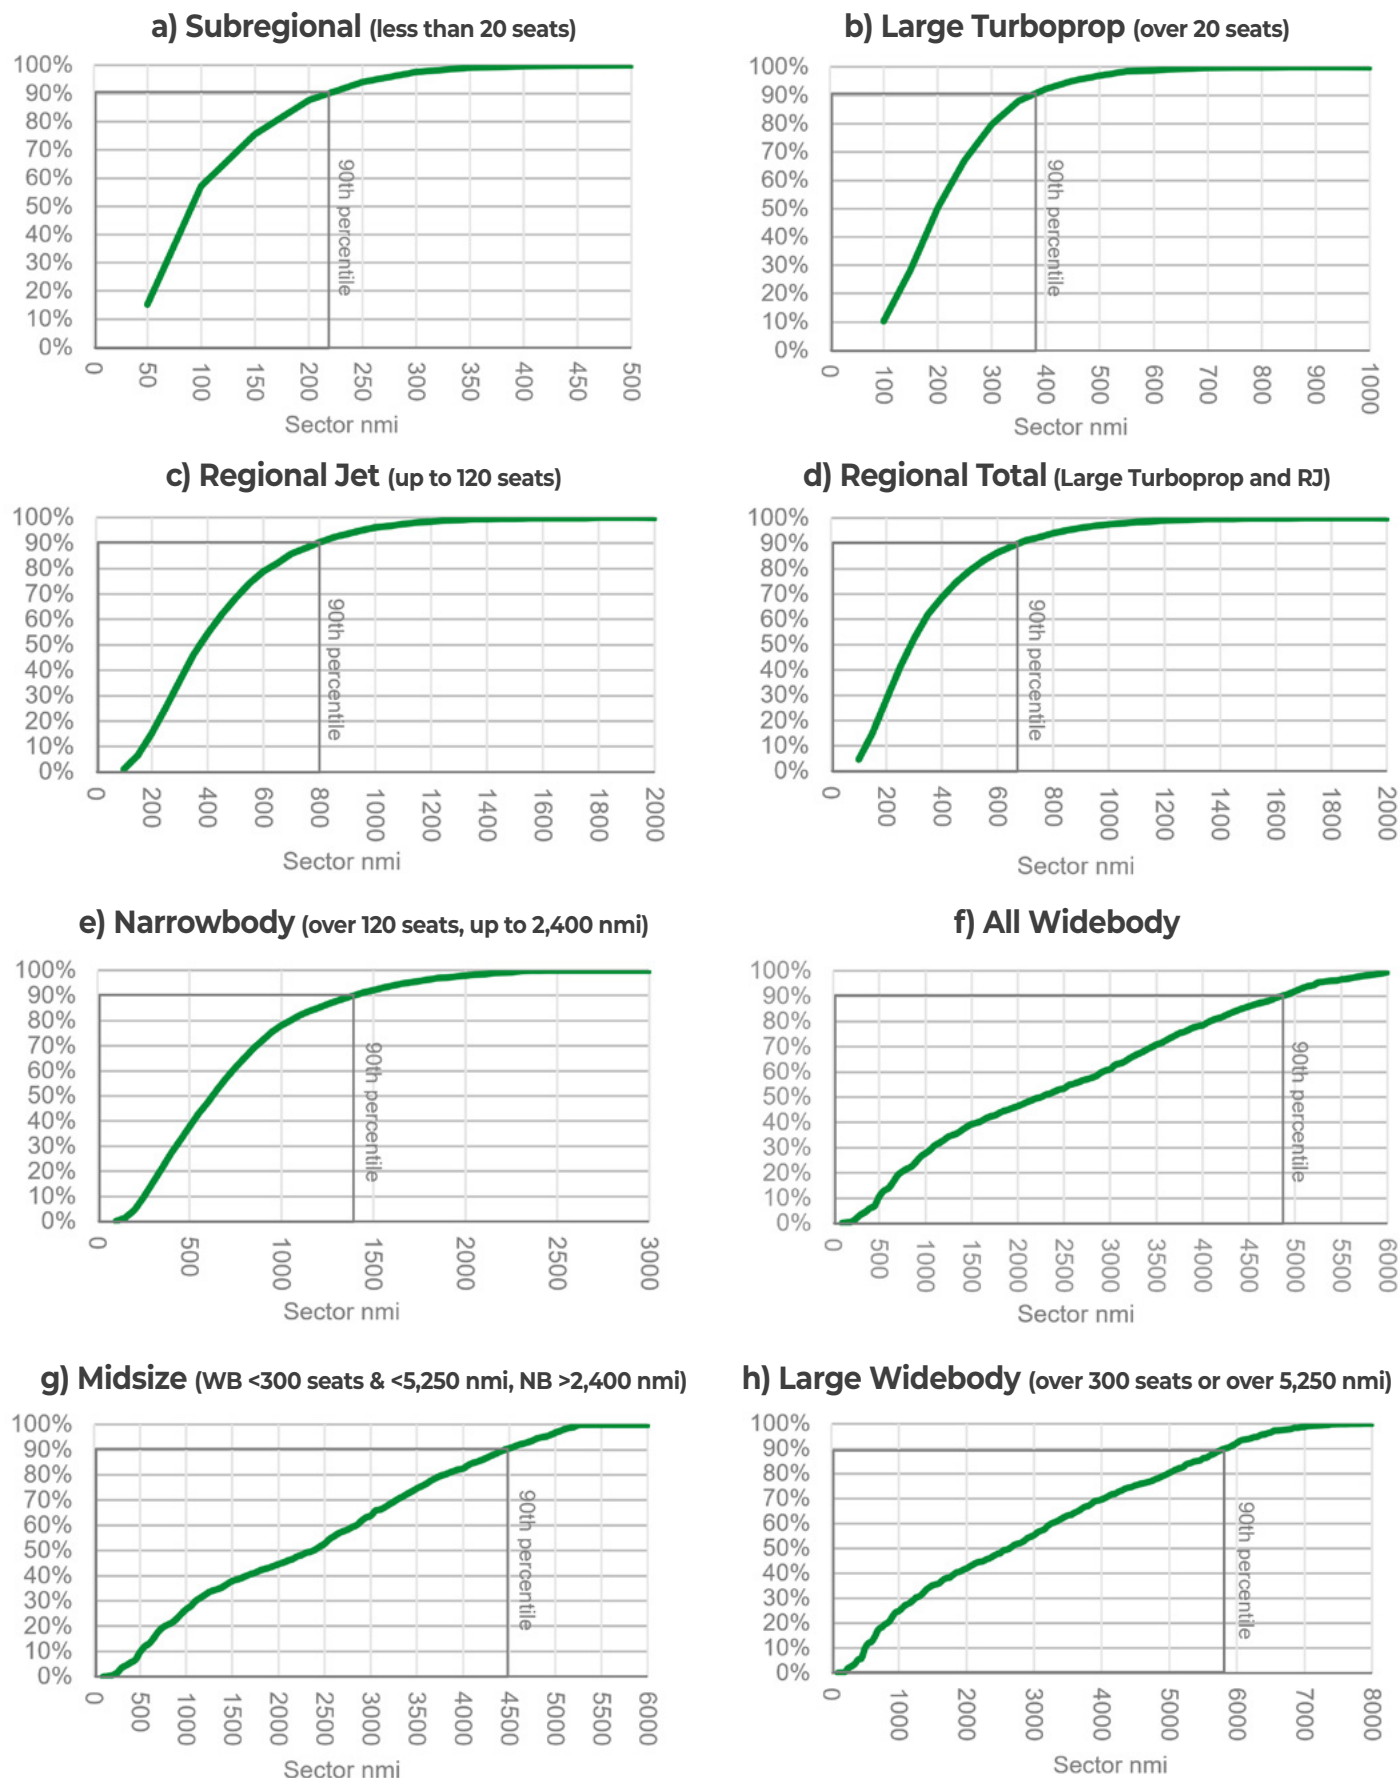 a) Subregional (less than 20 seats)
100%
90%
80%
70%
60%
50%
40%
30%
20%
10%
0%
90th percentile
0 50 100 150 200 250 300 350 400 450 500
Sector nmi
b) Large Turboprop (over 20 seats)
100%
90%
80%
70%
60%
50%
40%
30%
20%
10%
0%
90th percentile
0 100 200 300 400 500 600 700 800 900 1000
Sector nmi
c) Regional Jet (up to 120 seats)
100%
90%
80%
70%
60%
50%
40%
30%
20%
10%
0%
90th percentile
0 200 400 600 800 1000 1200 1400 1600 1800 2000
Sector nmi
d) Regional Total (Large Turboprop and RJ)
100%
90%
80%
70%
60%
50%
40%
30%
20%
10%
0%
90th percentile
0 200 400 600 800 1000 1200 1400 1600 1800 2000
Sector nmi
e) Narrowbody (over 120 seats, up to 2,400 nmi)
100%
90%
80%
70%
60%
50%
40%
30%
20%
10%
0%
90th percentile
0 500 1000 1500 2000 2500 3000
Sector nmi
f) All Widebody
100%
90%
80%
70%
60%
50%
40%
30%
20%
10%
0%
90th percentile
0 500 1000 1500 2000 2500 3000 3500 4000 4500 5000 5500 6000
Sector nmi
g) Midsize (WB <300 seats & <5,250 nmi, NB >2,400 nmi)
100%
90%
80%
70%
60%
50%
40%
30%
20%
10%
0%
90th percentile
0 500 1000 1500 2000 2500 3000 3500 4000 4500 5000 5500 6000
Sector nmi
h) Large Widebody (over 300 seats or over 5,250 nmi)
100%
90%
80%
70%
60%
50%
40%
30%
20%
10%
0%
90th percentile
0 1000 2000 3000 4000 5000 6000 7000 8000
Sector nmi